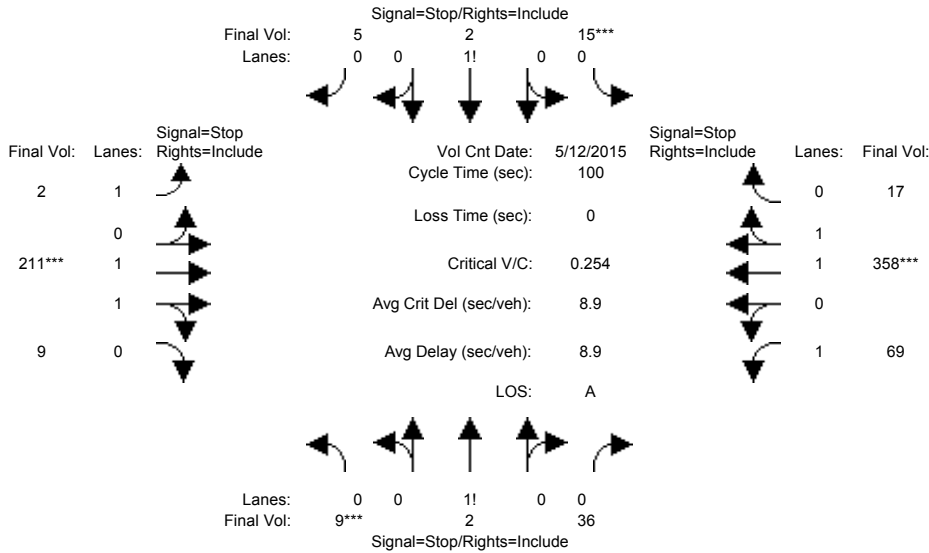 Signal=Stop/Rights=Include
Final Vol: 5 2 15***
Lanes: 0 0 1! 0 0
Signal=Stop Signal=Stop
Final Vol: Lanes: Rights=Include Vol Cnt Date: 5/12/2015 Rights=Include Lanes: Final Vol:
Cycle Time (sec): 100
2 1 0 17
Loss Time (sec): 0
0 1
211*** 1 Critical V/C: 0.254 1 358***
1 Avg Crit Del (sec/veh): 8.9 0
9 0 Avg Delay (sec/veh): 8.9 1 69
LOS: A
Lanes: 0 0 1! 0 0
Final Vol: 9*** 2 36
Signal=Stop/Rights=Include